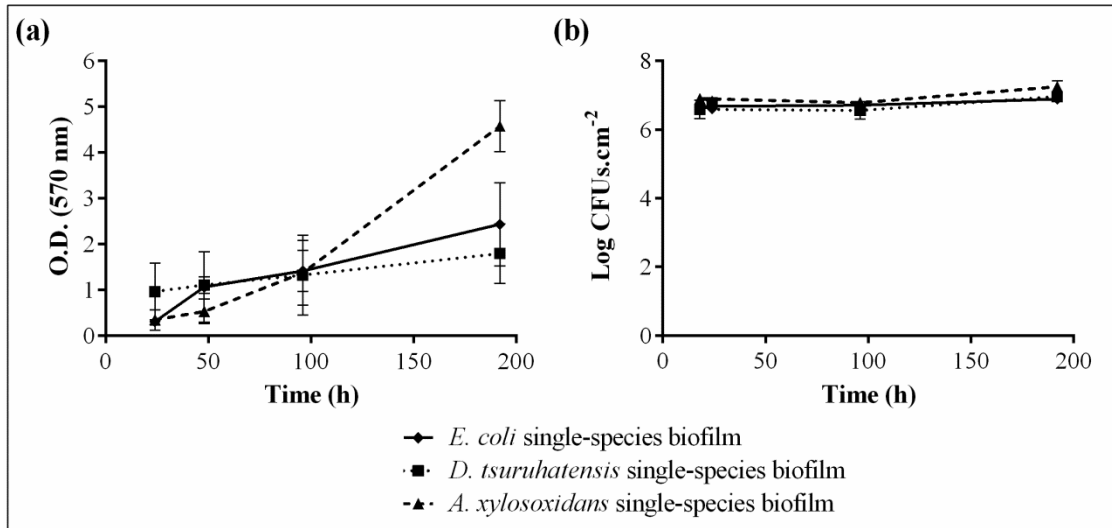 (a)
6
5
4
3
2
1
0
O.D. (570 nm)
0 50 100 150 200
Time (h)
(b)
8
6
4
2
0
Log CFUs.cm-2
0 50 100 150 200
Time (h)
E. coli single-species biofilm
D. tsuruhatensis single-species biofilm
A. xylosoxidans single-species biofilm